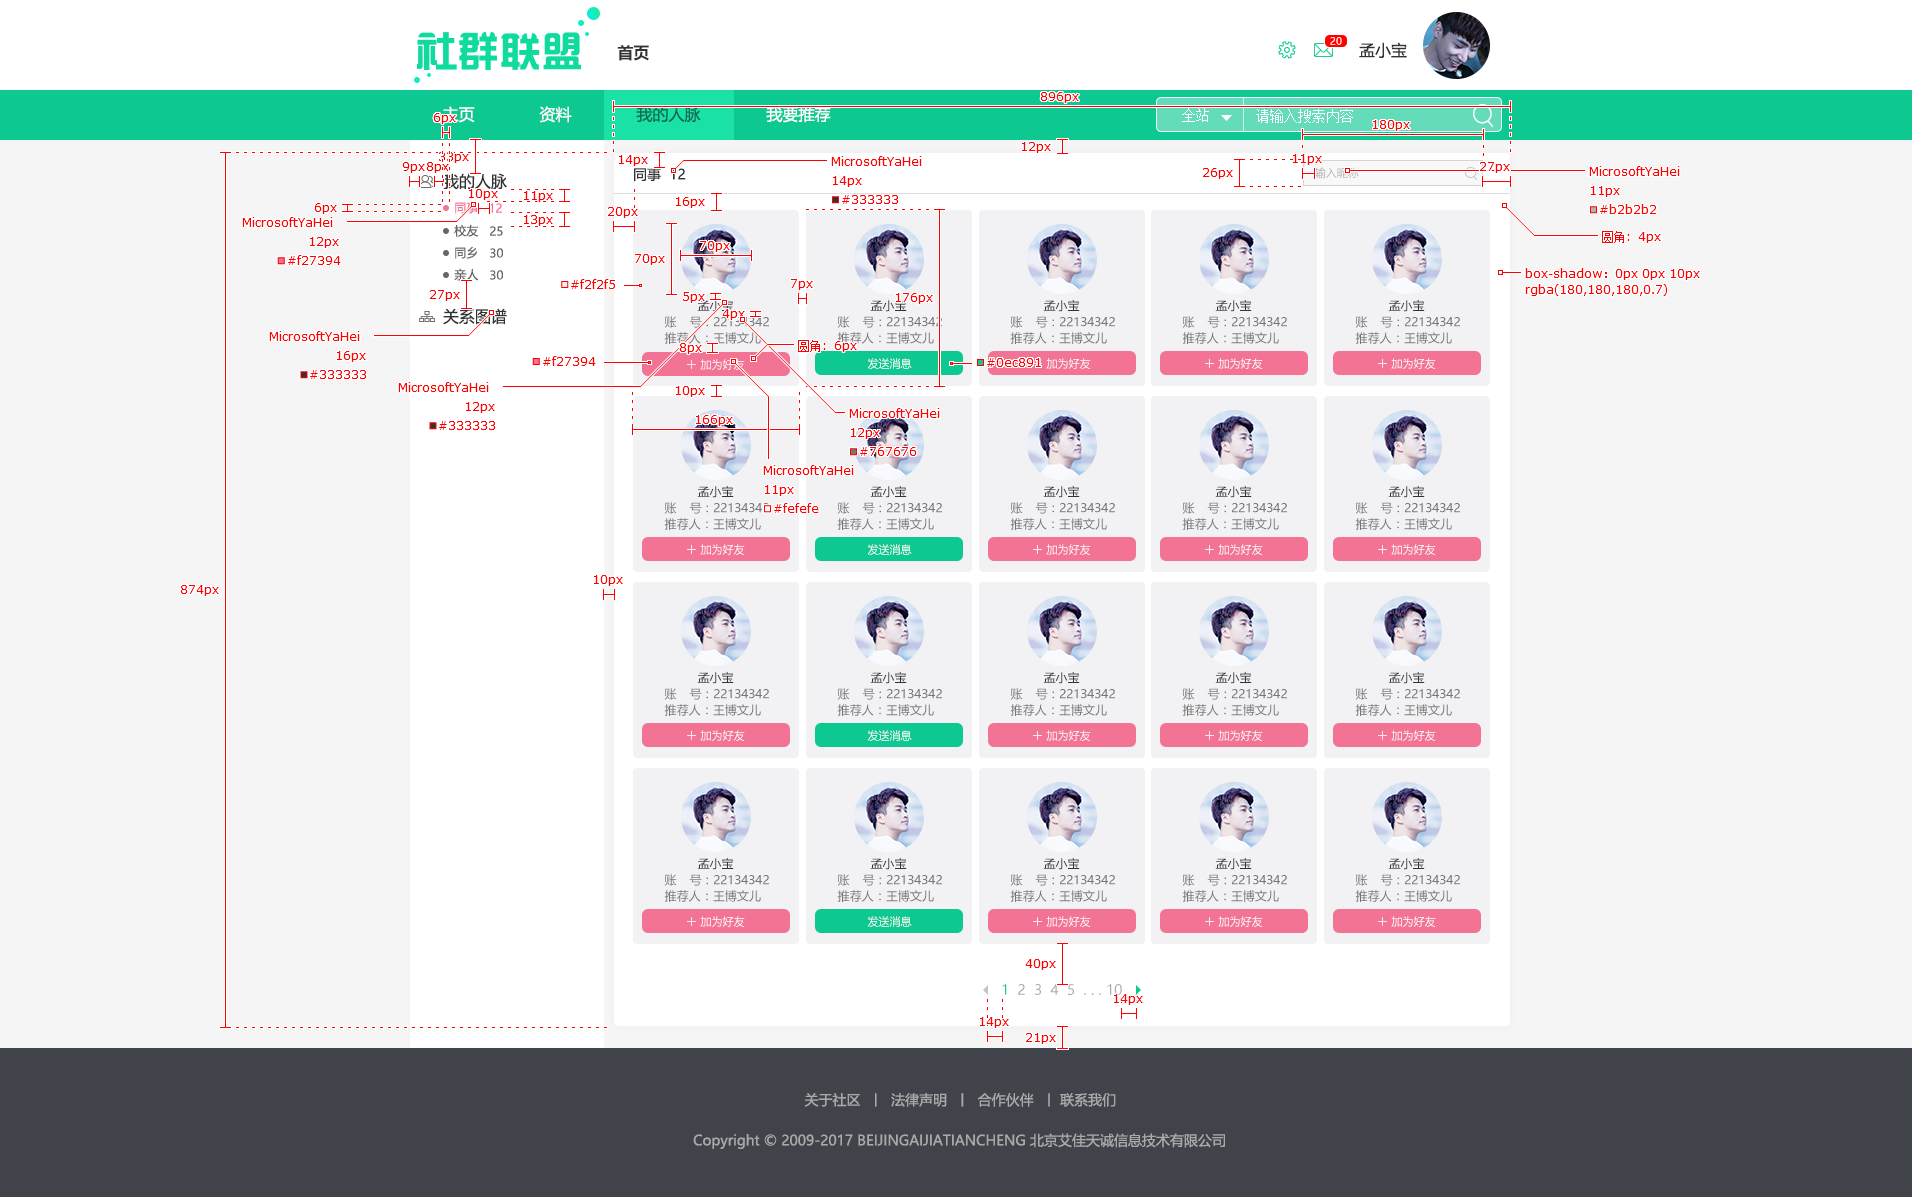 社群联盟
首页
20
孟小宝
主页
资料
我的人脉
我要推荐
全站
请输入搜索内容
896px
6px
180px
33px
12px
14px
MicrosoftYaHei
14px
#333333
同事 12
11px
输入昵称
26px
27px
MicrosoftYaHei
11px
#b2b2b2
圆角：4px
box-shadow：0px 0px 10px
rgba(180,180,180,0.7)
9px
8px
我的人脉
10px
11px
6px
同事 12
13px
MicrosoftYaHei
12px
#f27394
校友 25
同乡 30
亲人 30
27px
关系图谱
MicrosoftYaHei
16px
#333333
MicrosoftYaHei
12px
#333333
16px
20px
70px
70px
#f2f2f5
5px
4px
7px
176px
8px
圆角：6px
#f27394
#0ec891
10px
166px
MicrosoftYaHei
12px
#767676
MicrosoftYaHei
11px
#fefefe
874px
10px
孟小宝 孟小宝 孟小宝 孟小宝 孟小宝
账 号：22134342 账 号：22134342 账 号：22134342 账 号：22134342 账 号：22134342
推荐人：王博文儿 推荐人：王博文儿 推荐人：王博文儿 推荐人：王博文儿 推荐人：王博文儿
＋ 加为好友 发送消息 ＋ 加为好友 ＋ 加为好友 ＋ 加为好友
孟小宝 孟小宝 孟小宝 孟小宝 孟小宝
账 号：22134342 账 号：22134342 账 号：22134342 账 号：22134342 账 号：22134342
推荐人：王博文儿 推荐人：王博文儿 推荐人：王博文儿 推荐人：王博文儿 推荐人：王博文儿
＋ 加为好友 发送消息 ＋ 加为好友 ＋ 加为好友 ＋ 加为好友
孟小宝 孟小宝 孟小宝 孟小宝 孟小宝
账 号：22134342 账 号：22134342 账 号：22134342 账 号：22134342 账 号：22134342
推荐人：王博文儿 推荐人：王博文儿 推荐人：王博文儿 推荐人：王博文儿 推荐人：王博文儿
＋ 加为好友 发送消息 ＋ 加为好友 ＋ 加为好友 ＋ 加为好友
孟小宝 孟小宝 孟小宝 孟小宝 孟小宝
账 号：22134342 账 号：22134342 账 号：22134342 账 号：22134342 账 号：22134342
推荐人：王博文儿 推荐人：王博文儿 推荐人：王博文儿 推荐人：王博文儿 推荐人：王博文儿
＋ 加为好友 发送消息 ＋ 加为好友 ＋ 加为好友 ＋ 加为好友
40px
1 2 3 4 5 ... 10
14px
14px
21px
关于社区 | 法律声明 | 合作伙伴 | 联系我们
Copyright © 2009-2017 BEIJINGAIJIATIANCHENG 北京艾佳天诚信息技术有限公司